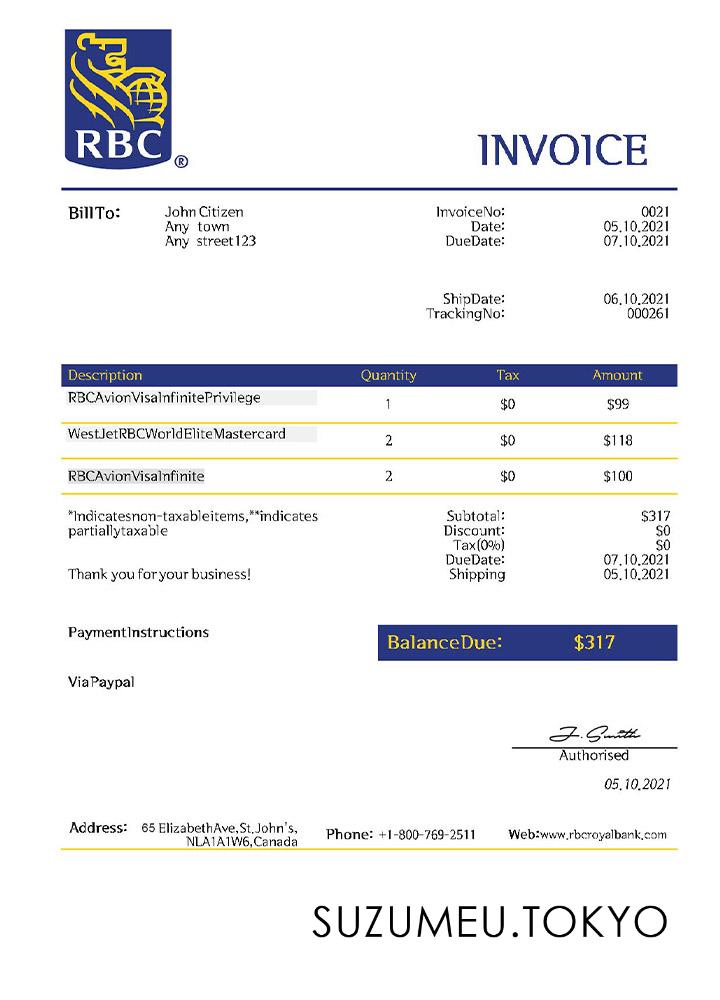 RBC®
INVOICE
BillTo: John Citizen
Any town
Any street123
InvoiceNo: 0021
Date: 05.10.2021
DueDate: 07.10.2021
ShipDate: 06.10.2021
TrackingNo: 000261
Description Quantity Tax Amount
RBCAvionVisaInfinitePrivilege 1 $0 $99
WestJetRBCWorldEliteMastercard 2 $0 $118
RBCAvionVisaInfinite 2 $0 $100
*Indicatesnon-taxableitems,**indicates
partiallytaxable
Thank you for your business!
Subtotal: $317
Discount: $0
Tax(0%) $0
DueDate: 07.10.2021
Shipping 05.10.2021
PaymentInstructions
BalanceDue: $317
ViaPaypal
J. Smith
Authorised
05.10.2021
Address: 65 ElizabethAve,St.John's,
NLA1A1W6,Canada
Phone: +1-800-769-2511
Web:www.rbcroyalbank.com
SUZUMEU.TOKYO